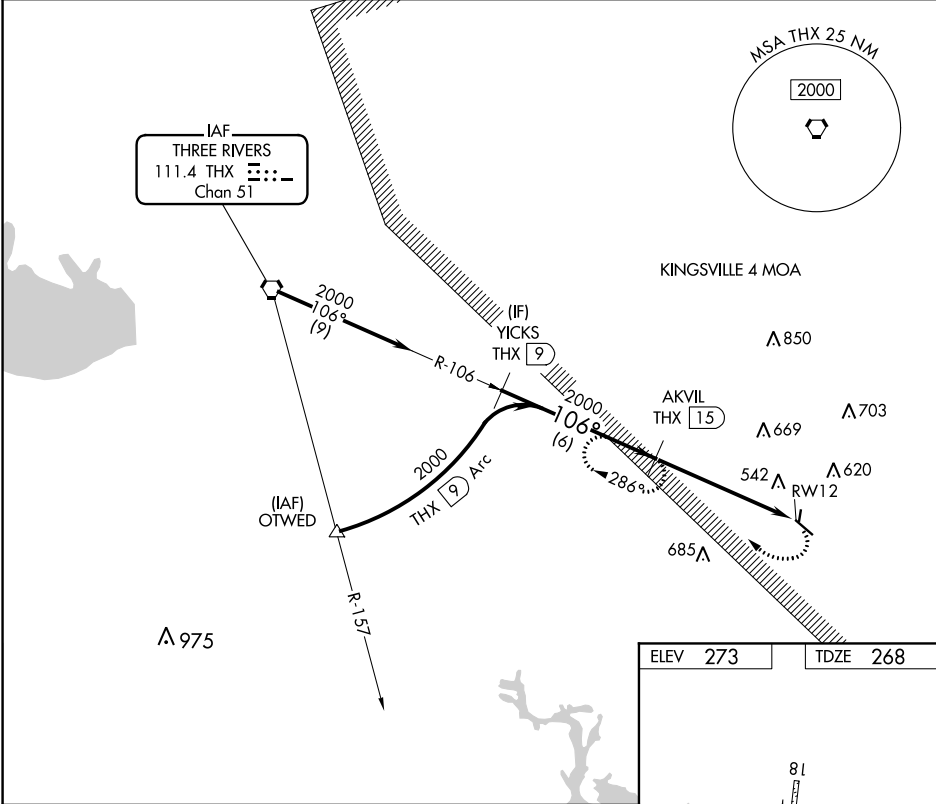 MSA THX 25 NM
2000
IAF
THREE RIVERS
111.4 THX
Chan 51
KINGSVILLE 4 MOA
2000
106°
(9)
(IF)
YICKS
THX 9
R-106
850
2000
106°
(6)
AKVIL
THX 15
703
669
2000
THX 9 Arc
286°
542
620
RW12
(IAF)
OTWED
685
R-157
975
ELEV 273
TDZE 268
18